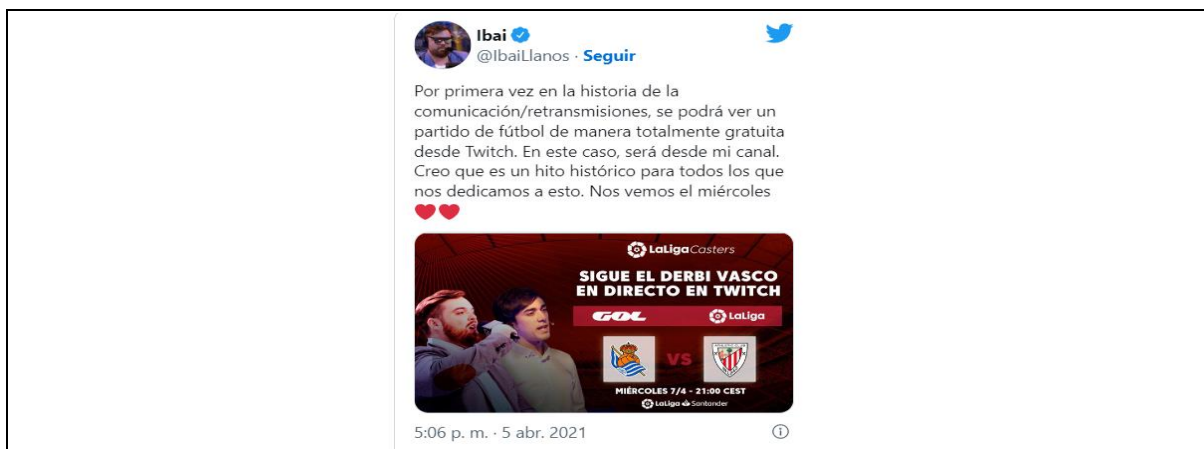 Ibai
@IbaiLlanos · Seguir
Por primera vez en la historia de la
comunicación/retransmisiones, se podrá ver un
partido de fútbol de manera totalmente gratuita
desde Twitch. En este caso, será desde mi canal.
Creo que es un hito histórico para todos los que
nos dedicamos a esto. Nos vemos el miércoles
❤️❤️
LaLiga Casters
SIGUE EL DERBI VASCO
EN DIRECTO EN TWITCH
GOL LaLiga
VS
MIÉRCOLES 7/4 - 21:00 CEST
LaLiga Santander
5:06 p. m. · 5 abr. 2021